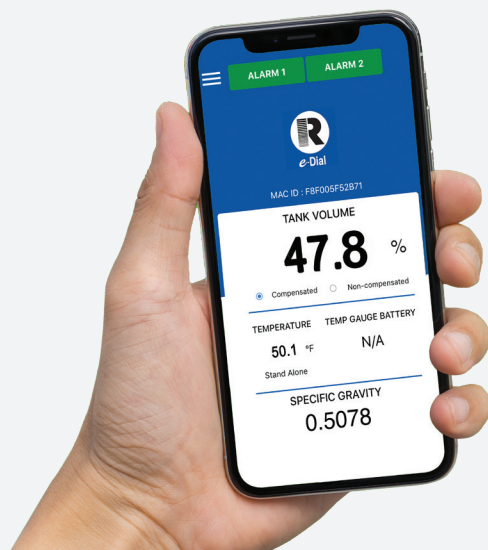 ALARM 1 ALARM 2
R
e-Dial
MAC ID : F8F005F52B71
TANK VOLUME
47.8 %
Compensated Non-compensated
TEMPERATURE TEMP GAUGE BATTERY
50.1 °F N/A
Stand Alone
SPECIFIC GRAVITY
0.5078